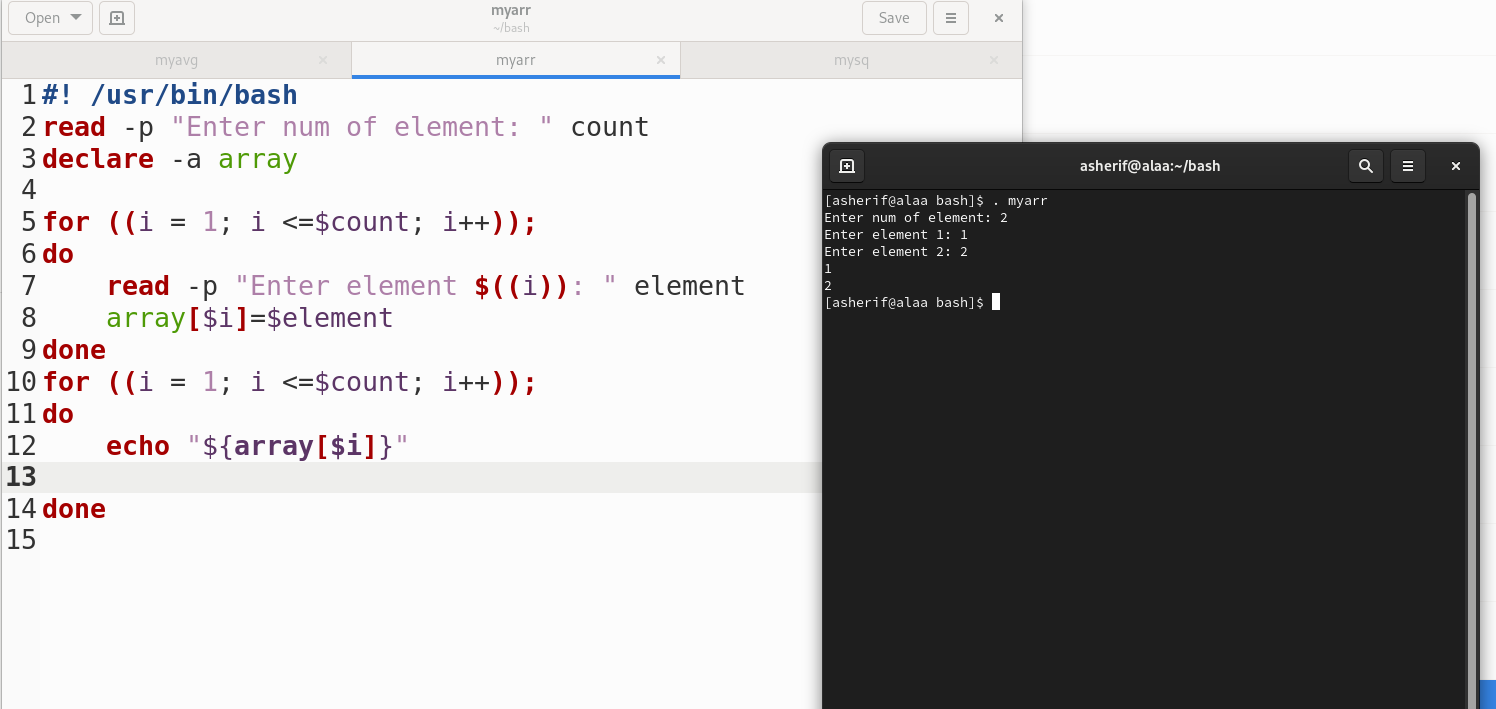 Open
myarr
~/bash
Save
myavg
myarr
mysq
1 #! /usr/bin/bash
2 read -p "Enter num of element: " count
3 declare -a array
4
5 for ((i = 1; i <=$count; i++));
6 do
7     read -p "Enter element $((i)): " element
8     array[$i]=$element
9 done
10 for ((i = 1; i <=$count; i++));
11 do
12     echo "${array[$i]}"
13
14 done
15
asherif@alaa:~/bash
[asherif@alaa bash]$ . myarr
Enter num of element: 2
Enter element 1: 1
Enter element 2: 2
1
2
[asherif@alaa bash]$